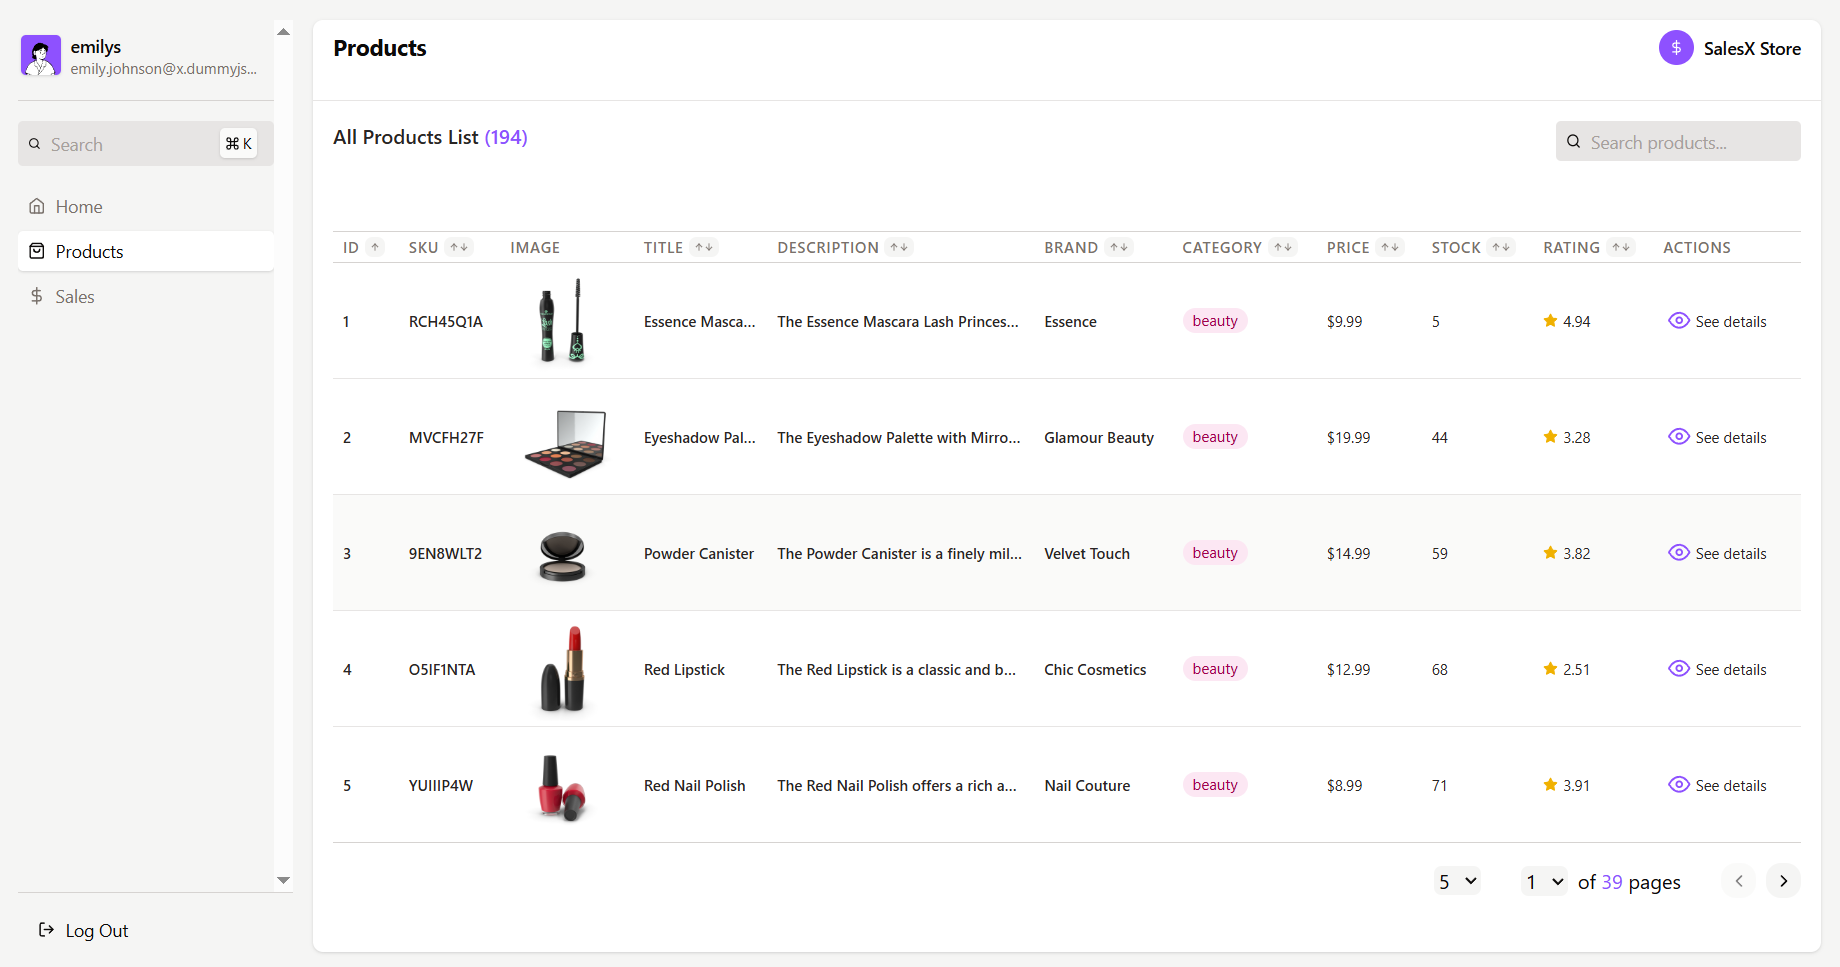 emilys
emily.johnson@x.dummyjs...
Search ⌘ K
Home
Products
Sales
Log Out
Products
$ SalesX Store
All Products List (194)
Search products...
ID ↑ SKU ↑↓ IMAGE TITLE ↑↓ DESCRIPTION ↑↓ BRAND ↑↓ CATEGORY ↑↓ PRICE ↑↓ STOCK ↑↓ RATING ↑↓ ACTIONS
1 RCH45Q1A Essence Masca... The Essence Mascara Lash Princes... Essence beauty $9.99 5 4.94 See details
2 MVCFH27F Eyeshadow Pal... The Eyeshadow Palette with Mirro... Glamour Beauty beauty $19.99 44 3.28 See details
3 9EN8WLT2 Powder Canister The Powder Canister is a finely mil... Velvet Touch beauty $14.99 59 3.82 See details
4 O5IF1NTA Red Lipstick The Red Lipstick is a classic and b... Chic Cosmetics beauty $12.99 68 2.51 See details
5 YUIIIP4W Red Nail Polish The Red Nail Polish offers a rich a... Nail Couture beauty $8.99 71 3.91 See details
5 1 of 39 pages